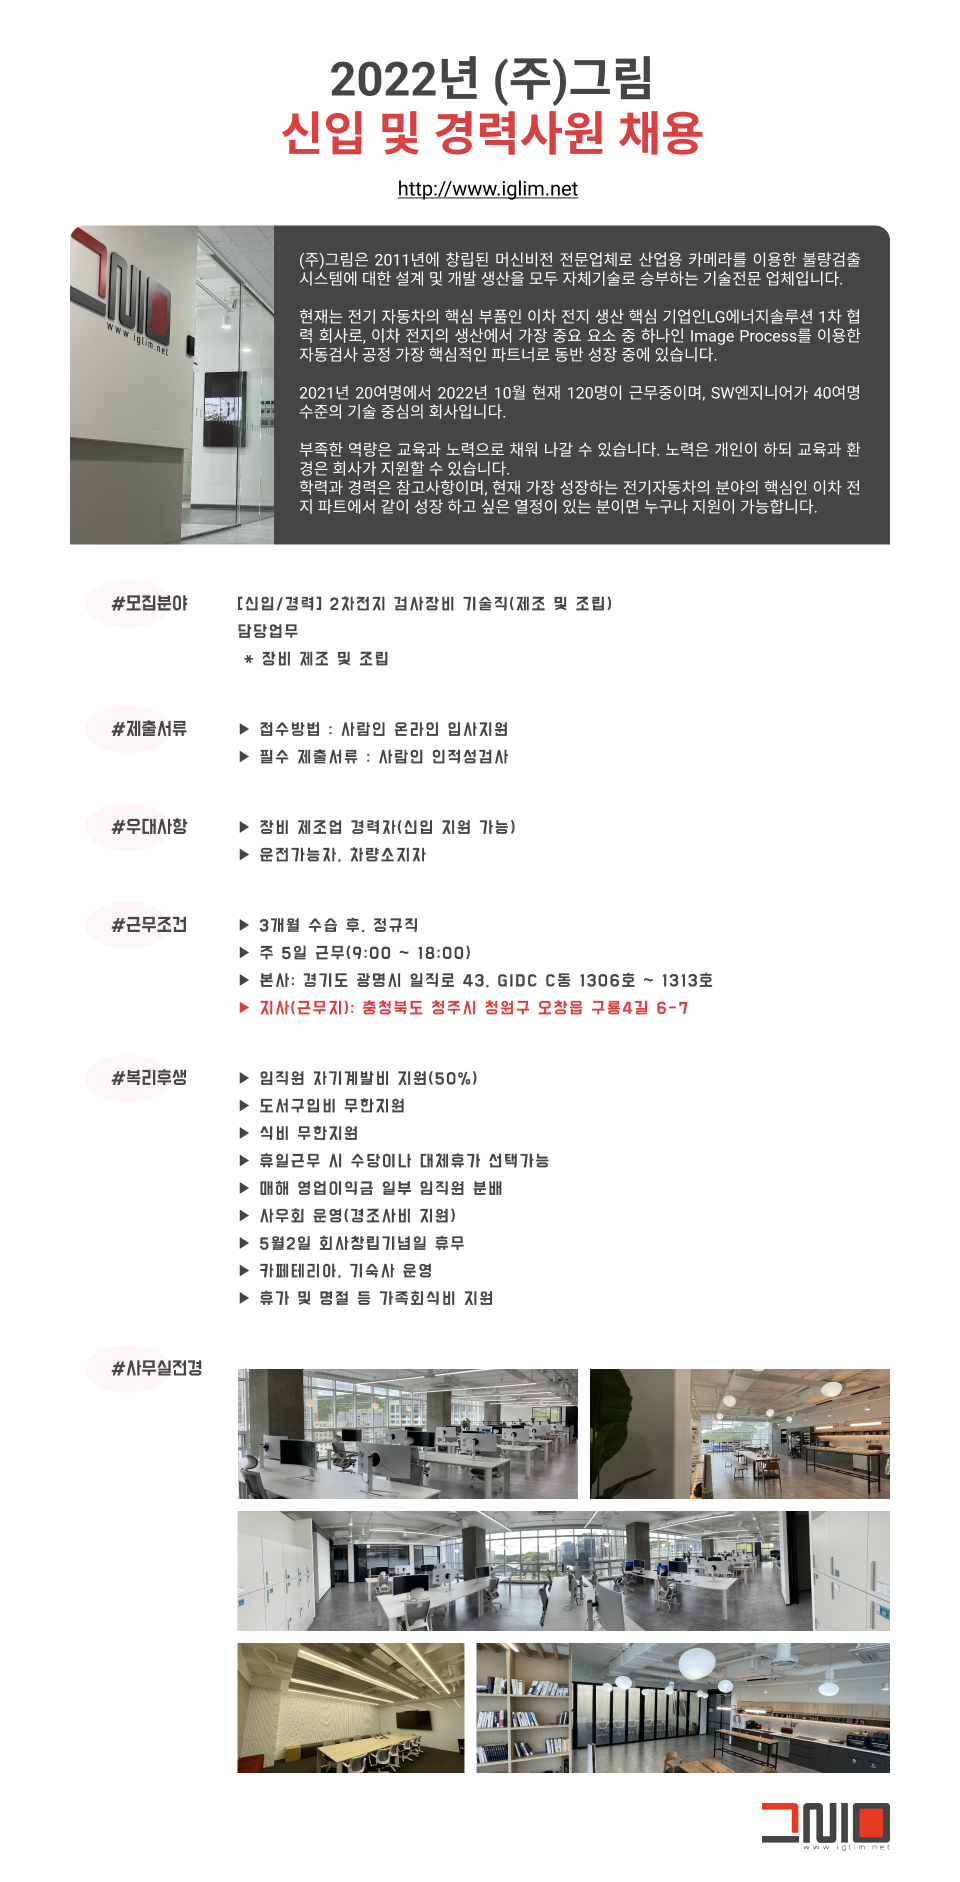 2022년 (주)그림
신입 및 경력사원 채용
http://www.iglim.net
www.iglim.net
(주)그림은 2011년에 창립된 머신비전 전문업체로 산업용 카메라를 이용한 불량검출
시스템에 대한 설계 및 개발 생산을 모두 자체기술로 승부하는 기술전문 업체입니다.
현재는 전기 자동차의 핵심 부품인 이차 전지 생산 핵심 기업인LG에너지솔루션 1차 협
력 회사로, 이차 전지의 생산에서 가장 중요 요소 중 하나인 Image Process를 이용한
자동검사 공정 가장 핵심적인 파트너로 동반 성장 중에 있습니다.
2021년 20여명에서 2022년 10월 현재 120명이 근무중이며, SW엔지니어가 40여명
수준의 기술 중심의 회사입니다.
부족한 역량은 교육과 노력으로 채워 나갈 수 있습니다. 노력은 개인이 하되 교육과 환
경은 회사가 지원할 수 있습니다.
학력과 경력은 참고사항이며, 현재 가장 성장하는 전기자동차의 분야의 핵심인 이차 전
지 파트에서 같이 성장 하고 싶은 열정이 있는 분이면 누구나 지원이 가능합니다.
#모집분야
[신입/경력] 2차전지 검사장비 기술직(제조 및 조립)
담당업무
* 장비 제조 및 조립
#제출서류
▶ 접수방법 : 사람인 온라인 입사지원
▶ 필수 제출서류 : 사람인 인적성검사
#우대사항
▶ 장비 제조업 경력자(신입 지원 가능)
▶ 운전가능자, 차량소지자
#근무조건
▶ 3개월 수습 후, 정규직
▶ 주 5일 근무(9:00 ~ 18:00)
▶ 본사: 경기도 광명시 일직로 43, GIDC C동 1306호 ~ 1313호
▶ 지사(근무지): 충청북도 청주시 청원구 오창읍 구룡4길 6-7
#복리후생
▶ 임직원 자기계발비 지원(50%)
▶ 도서구입비 무한지원
▶ 식비 무한지원
▶ 휴일근무 시 수당이나 대체휴가 선택가능
▶ 매해 영업이익금 일부 임직원 분배
▶ 사우회 운영(경조사비 지원)
▶ 5월2일 회사창립기념일 휴무
▶ 카페테리아, 기숙사 운영
▶ 휴가 및 명절 등 가족회식비 지원
#사무실전경
그림
www.iglim.net